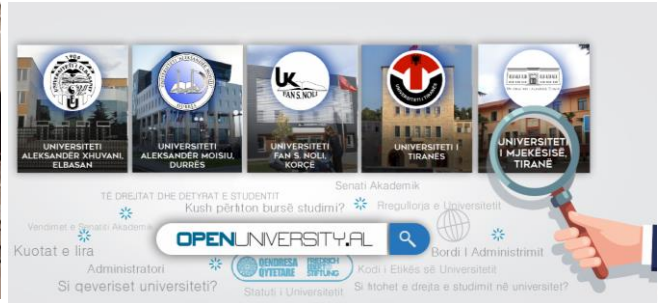 UNIVERSITETI
ALEKSANDËR XHUVANI,
ELBASAN
UNIVERSITETI
ALEKSANDËR MOISIU,
DURRËS
UK
FAN S. NOLI
UNIVERSITETI
FAN S. NOLI,
KORÇË
UNIVERSITETI I
TIRANËS
UNIVERSITETI
I MJEKËSISË,
TIRANË
Senati Akademik
TË DREJTAT DHE DETYRAT E STUDENTIT
Kush përfiton bursë studimi?
Rregullorja e Universitetit
Vendimet e Senatit Akademik
OPENUNIVERSITY.AL
Kuotat e lira
Bordi I Administrimit
Administratori
QENDRESA
QYTETARE
FRIEDRICH
EBERT
STIFTUNG
Kodi i Etikës së Universitetit
Si qeveriset universiteti?
Statuti i Universitetit
Si ftohet e drejta e studimit në universitet?